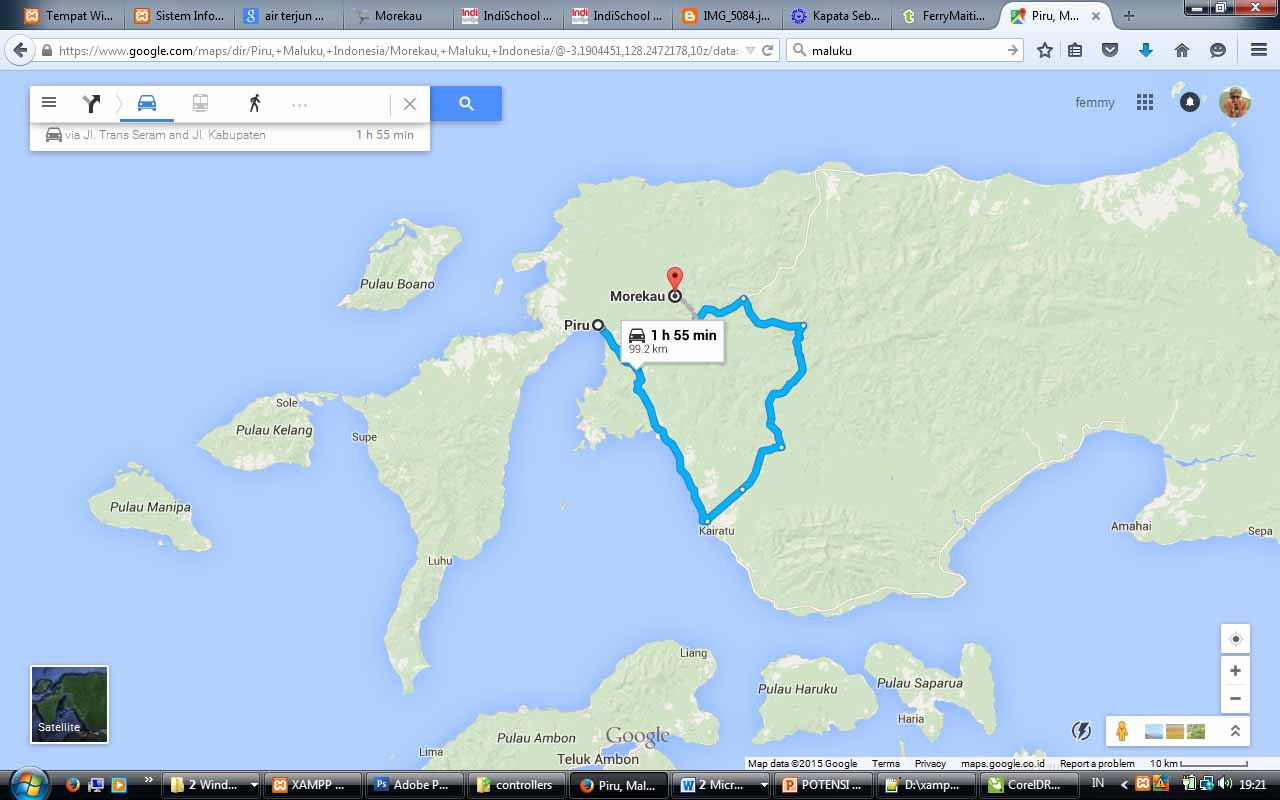 Tempat Wi...
Sistem Info...
air terjun ...
Morekau
IndiSchool ...
IndiSchool ...
IMG_5084.j...
Kapata Seb...
FerryMaiti...
Piru, M...
https://www.google.com/maps/dir/Piru,+Maluku,+Indonesia/Morekau,+Maluku,+Indonesia/@-3.1904451,128.2472178,10z/data:
maluku
femmy
via Jl. Trans Seram and Jl. Kabupaten 1 h 55 min
Pulau Boano
Morekau
Piru
1 h 55 min
99.2 km
Sole
Pulau Kelang
Supe
Pulau Manipa
Kairatu
Amahai
Sepa
Luhu
Liang
Pulau Haruku
Pulau Saparua
Haria
Satellite
Pulau Ambon
Google
Lima
Teluk Ambon
Map data ©2015 Google Terms Privacy maps.google.co.id Report a problem 10 km
2 Wind...
XAMPP ...
Ps
Adobe P...
controllers
Piru, Mal...
2 Micr...
POTENSI ...
D:\xamp...
CorelDR...
IN
19:21